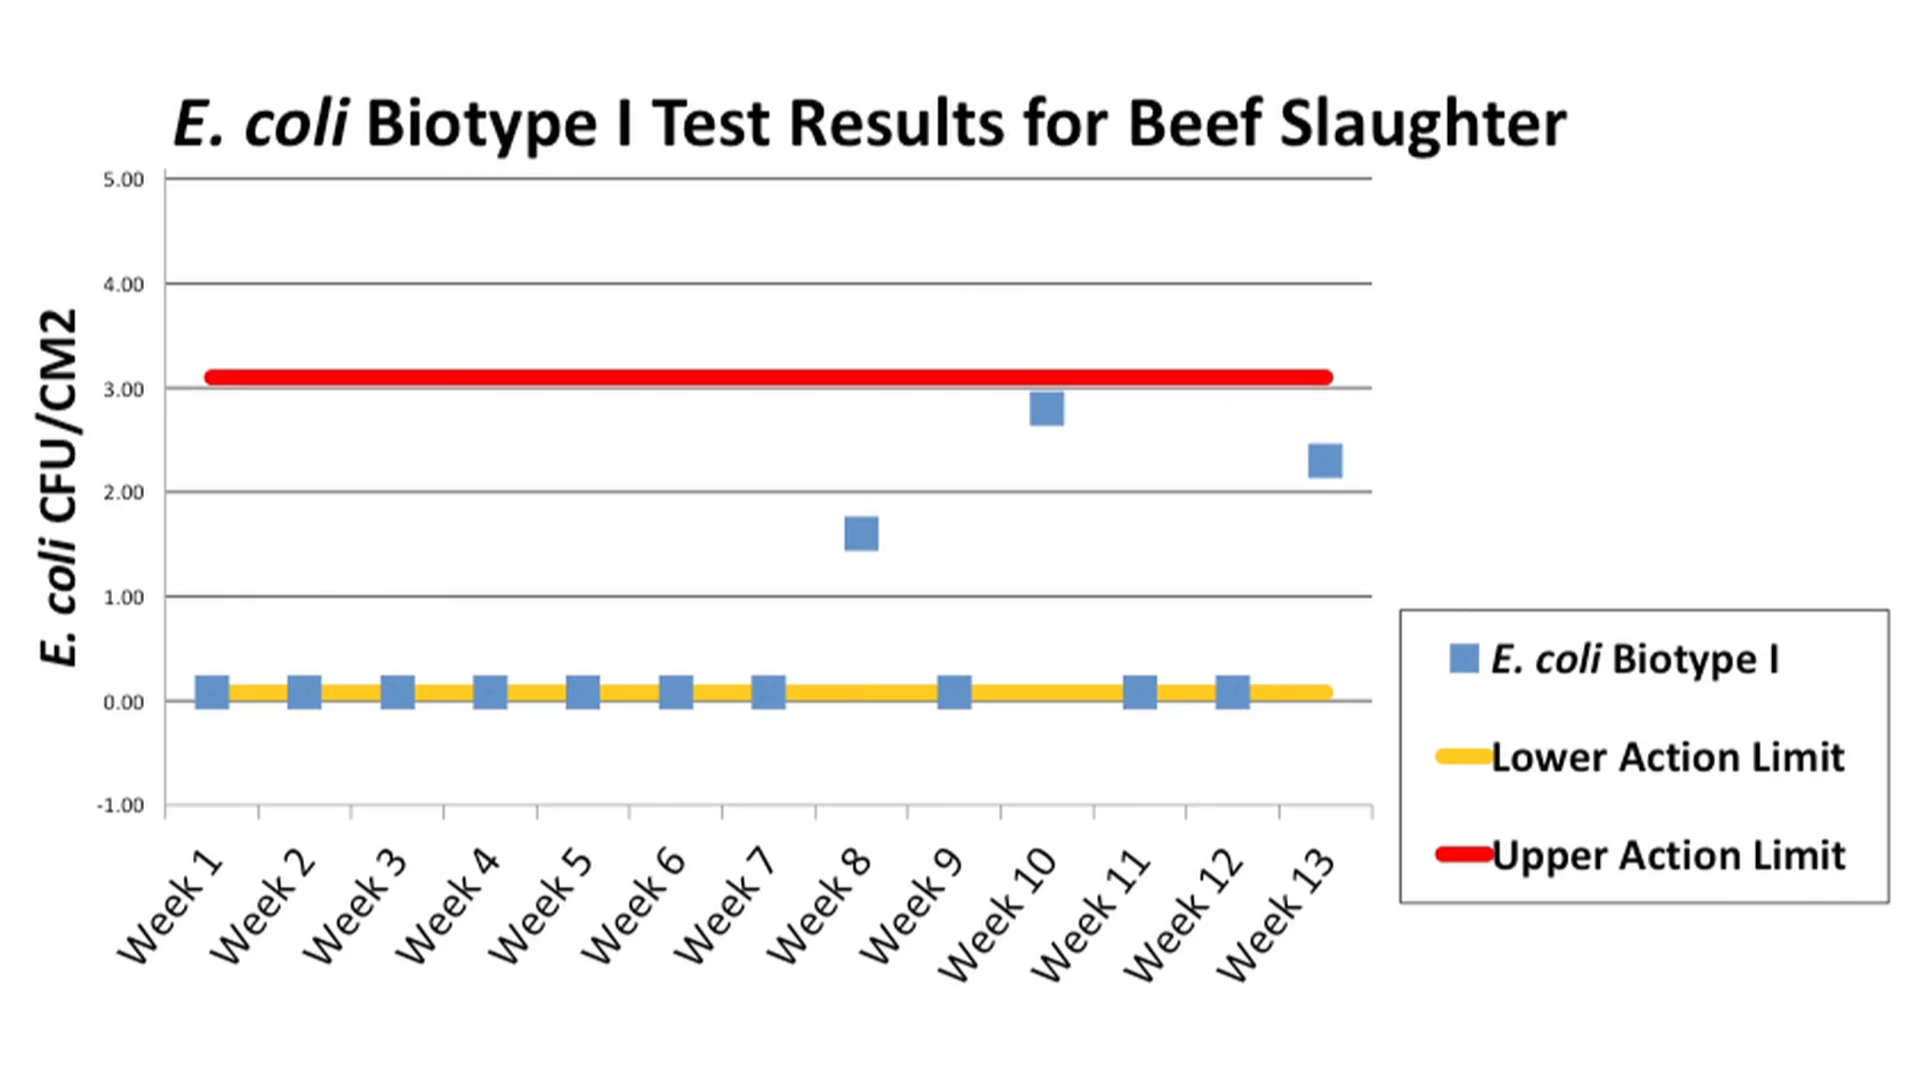 E. coli Biotype I Test Results for Beef Slaughter
E. coli CFU/CM2
5.00
4.00
3.00
2.00
1.00
0.00
-1.00
Week 1
Week 2
Week 3
Week 4
Week 5
Week 6
Week 7
Week 8
Week 9
Week 10
Week 11
Week 12
Week 13
E. coli Biotype I
Lower Action Limit
Upper Action Limit